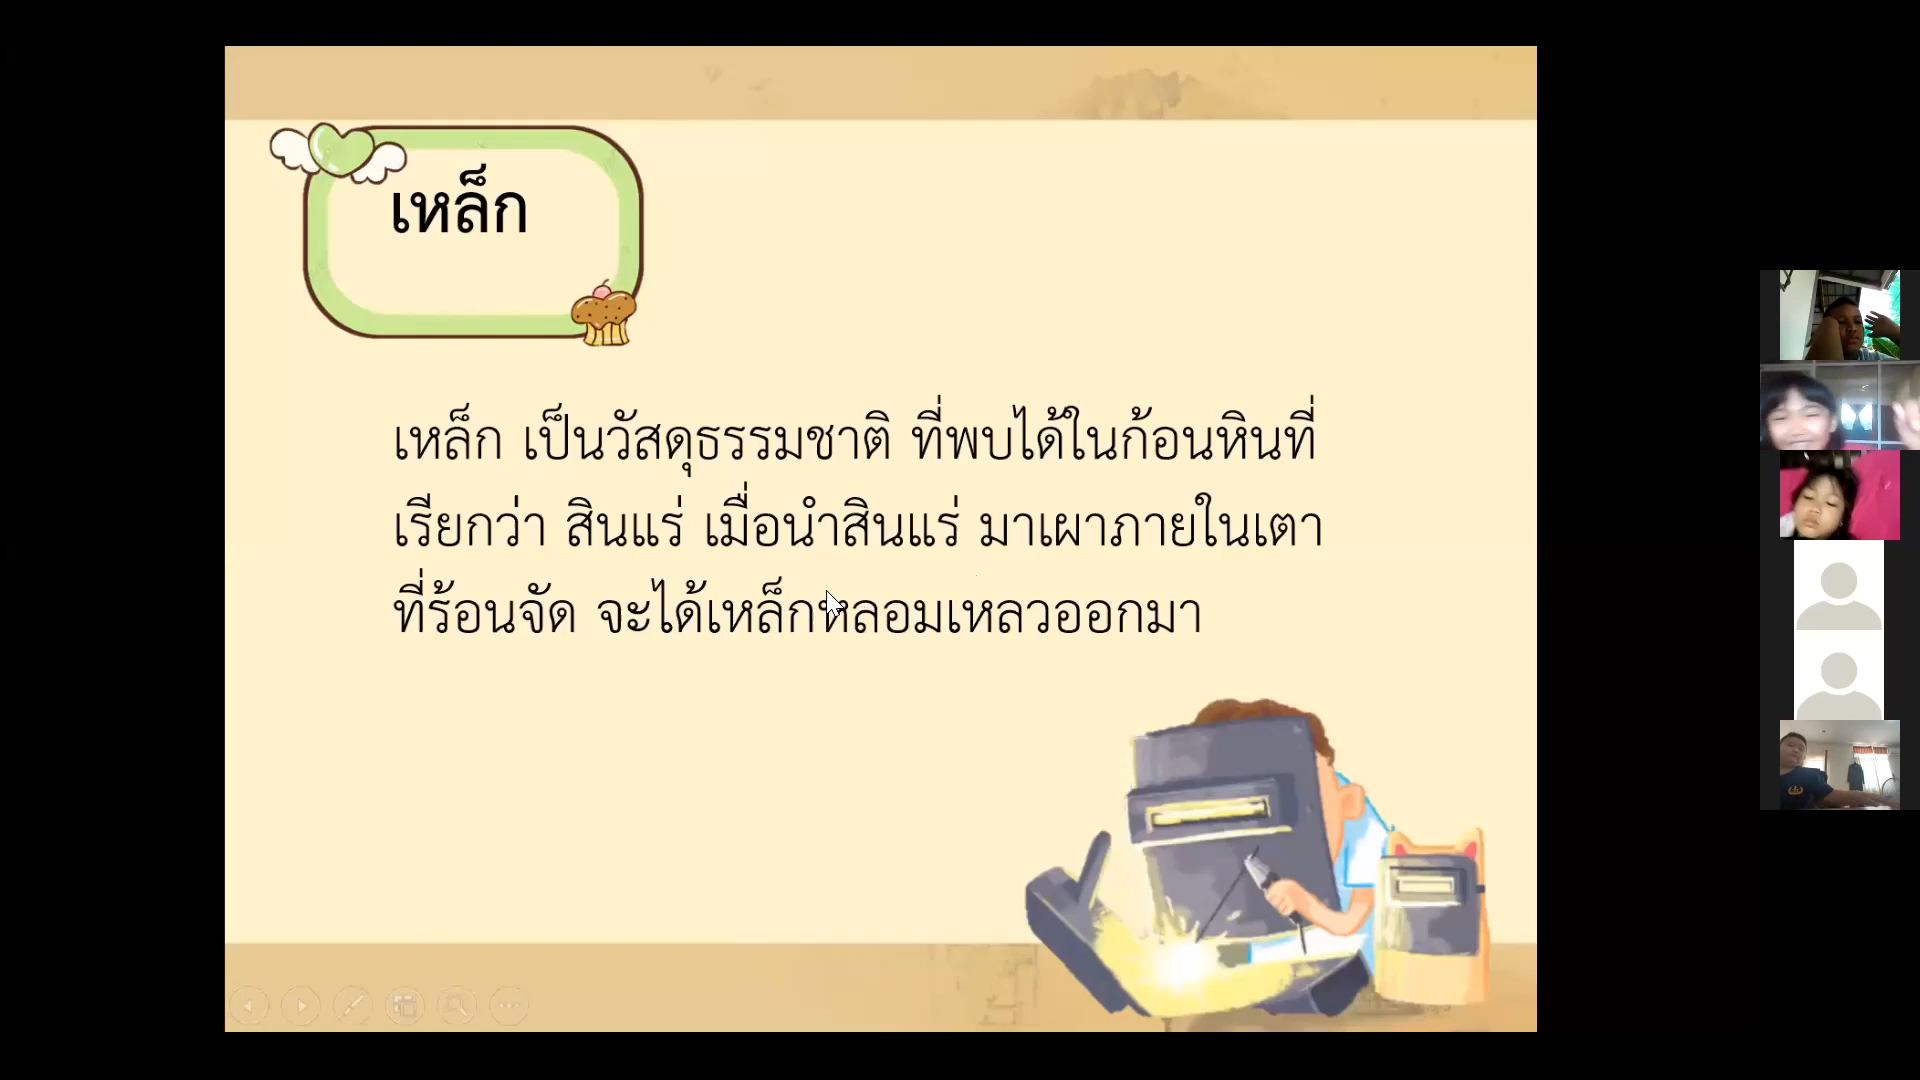 เหล็ก
เหล็ก เป็นวัสดุธรรมชาติ ที่พบได้ในก้อนหินที่
เรียกว่า สินแร่ เมื่อนำสินแร่ มาเผาภายในเตา
ที่ร้อนจัด จะได้เหล็กหลอมเหลวออกมา